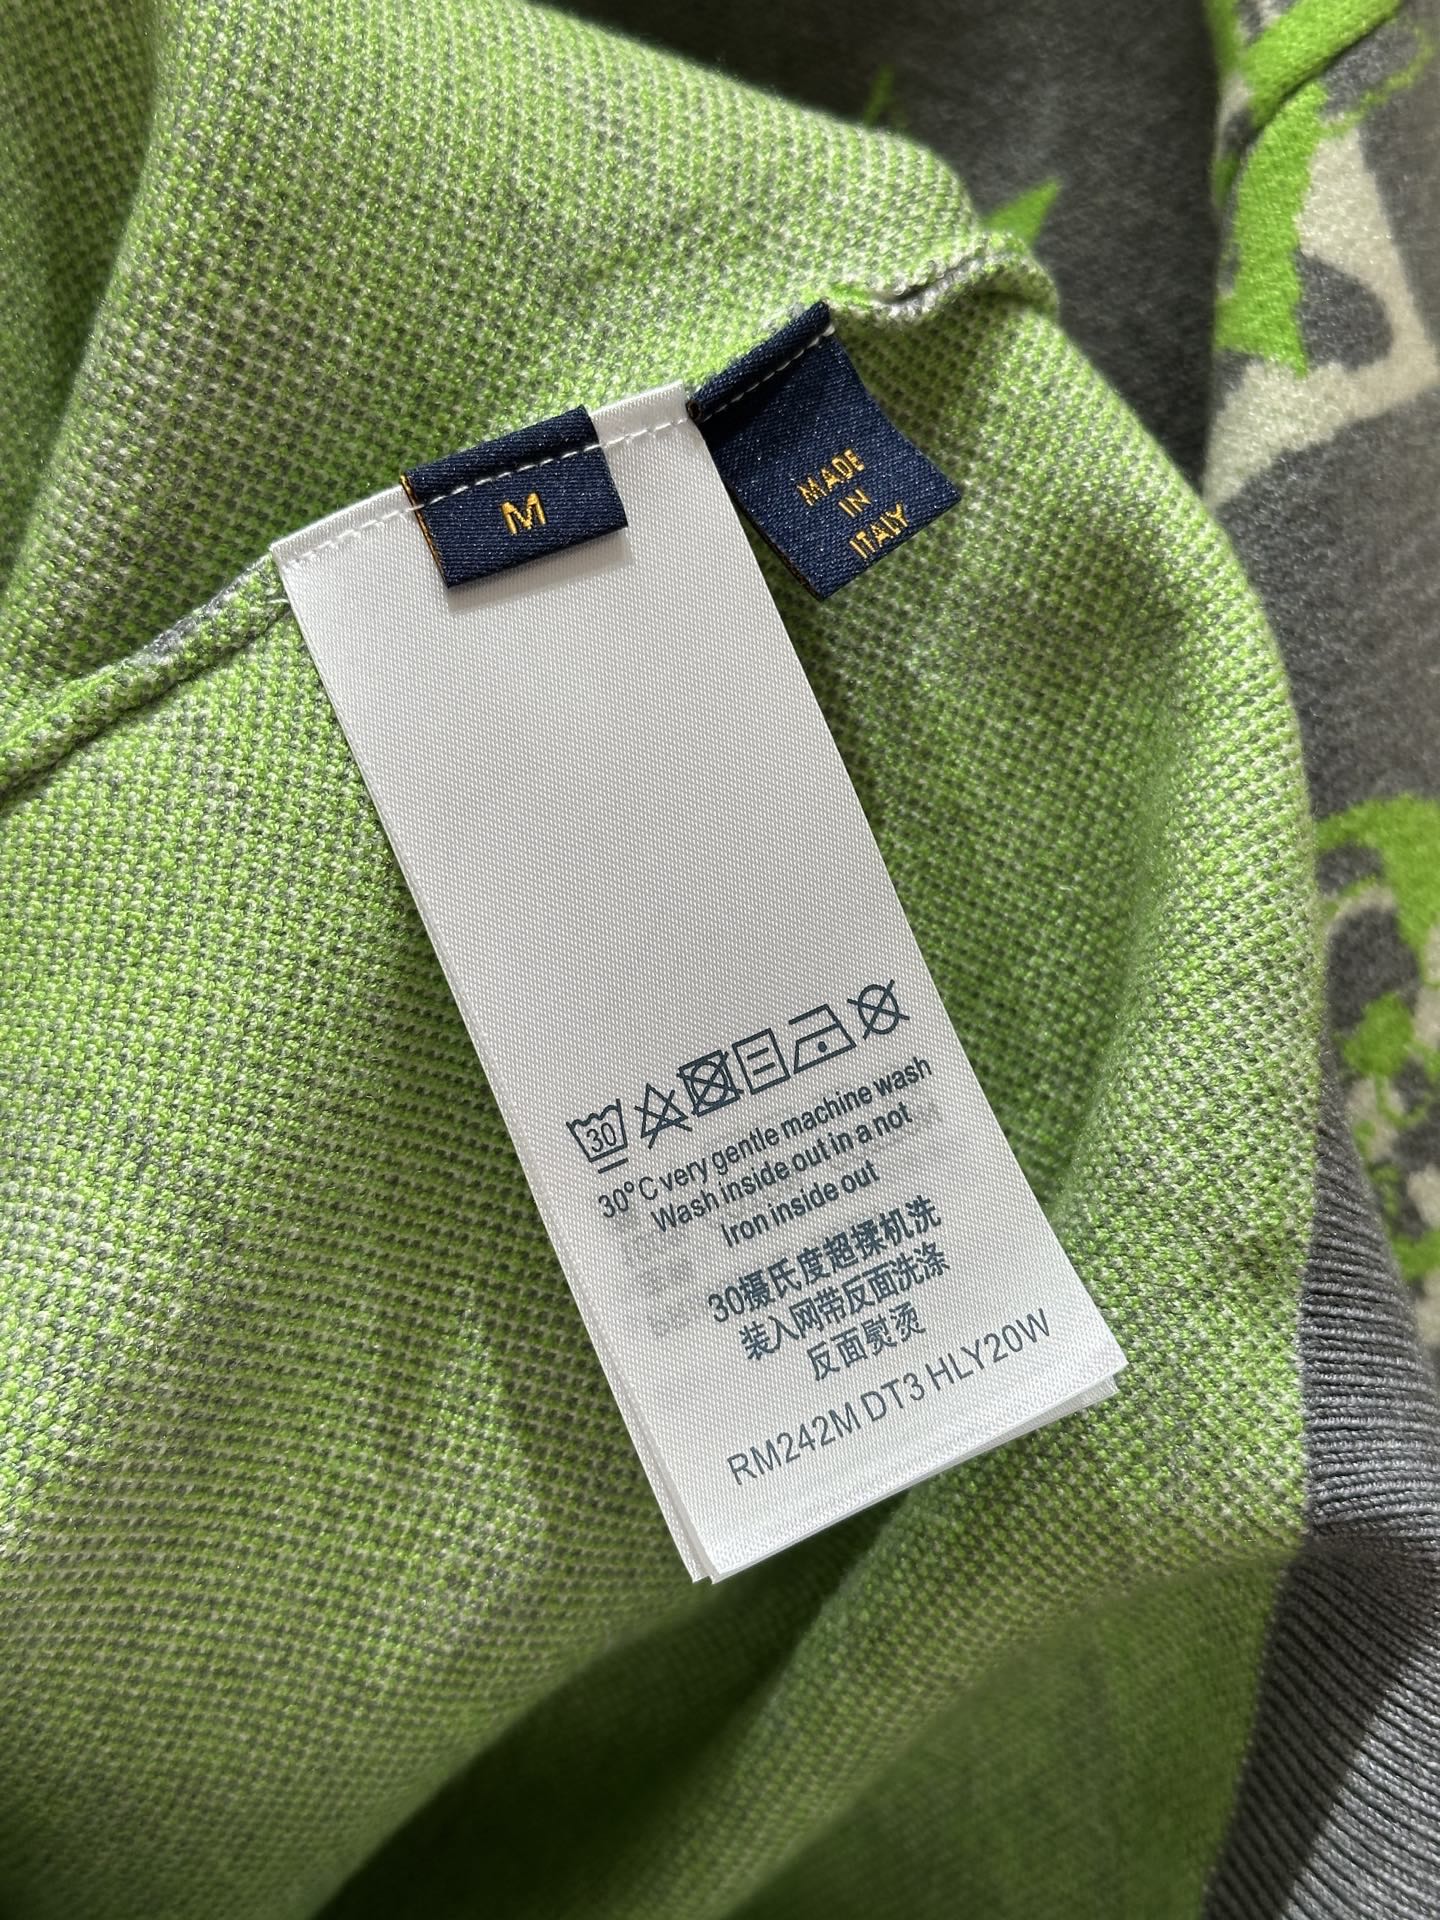 M
MADE
IN
ITALY
30
30°C very gentle machine wash
Wash inside out in a not
Iron inside out
30摄氏度超揉机洗
装入网带反面洗涤
反面熨烫
RM242M DT3 HLY20W